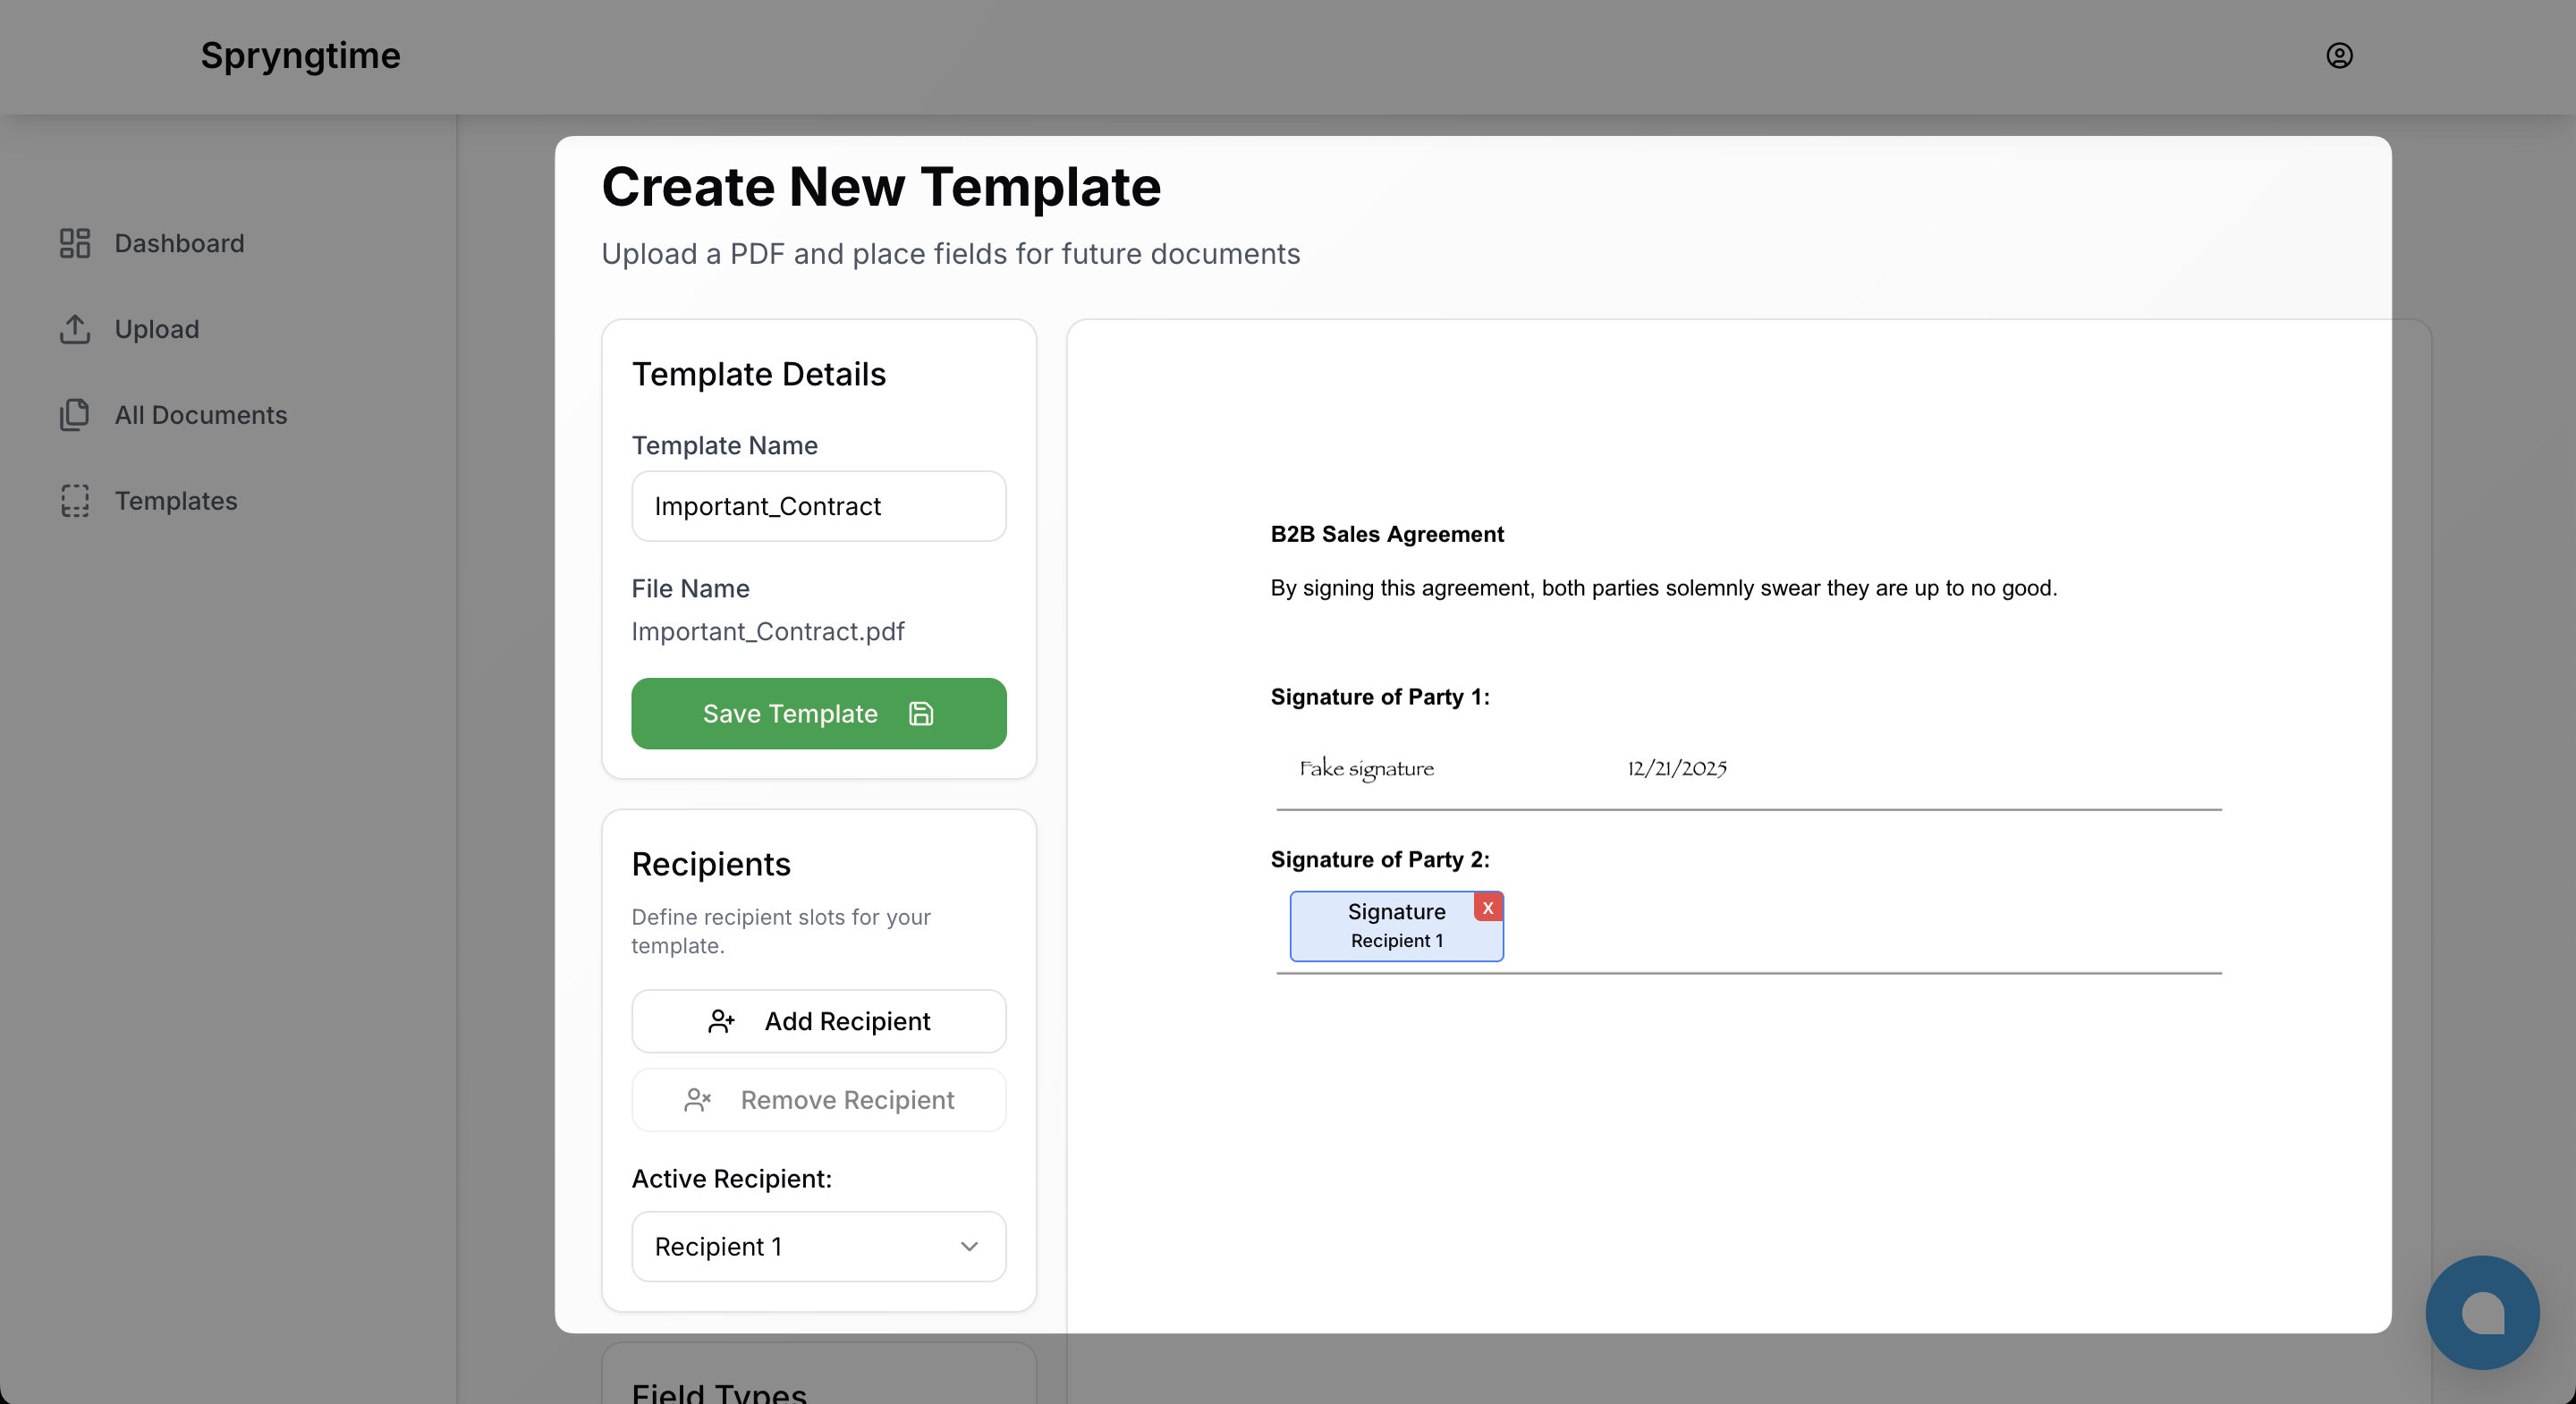 Spryngtime
Dashboard
Upload
All Documents
Templates
Create New Template
Upload a PDF and place fields for future documents
Template Details
Template Name
Important_Contract
File Name
Important_Contract.pdf
Save Template
Recipients
Define recipient slots for your
template.
Add Recipient
Remove Recipient
Active Recipient:
Recipient 1
Field Types
B2B Sales Agreement
By signing this agreement, both parties solemnly swear they are up to no good.
Signature of Party 1:
Fake signature 12/21/2025
Signature of Party 2:
Signature X
Recipient 1